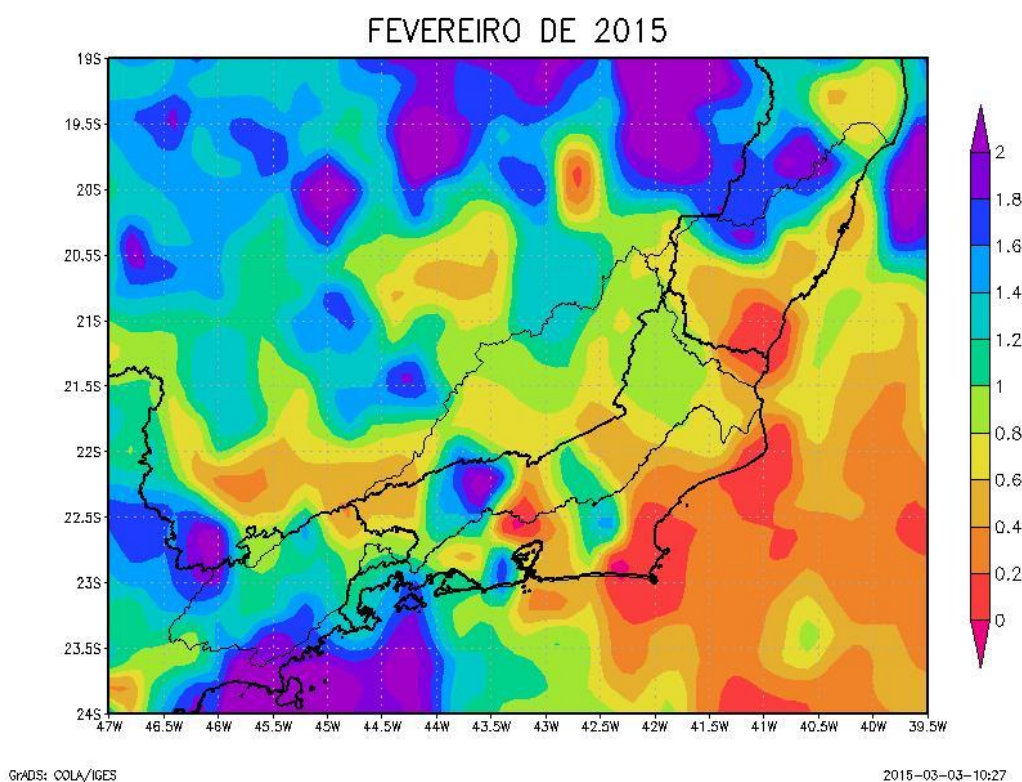 FEVEREIRO DE 2015
19S
19.5S
20S
20.5S
21S
21.5S
22S
22.5S
23S
23.5S
24S
47W 46.5W 46W 45.5W 45W 44.5W 44W 43.5W 43W 42.5W 42W 41.5W 41W 40.5W 40W 39.5W
2
1.8
1.6
1.4
1.2
1
0.8
0.6
0.4
0.2
0
GrADS: COLA/IGES 2015-03-03-10:27